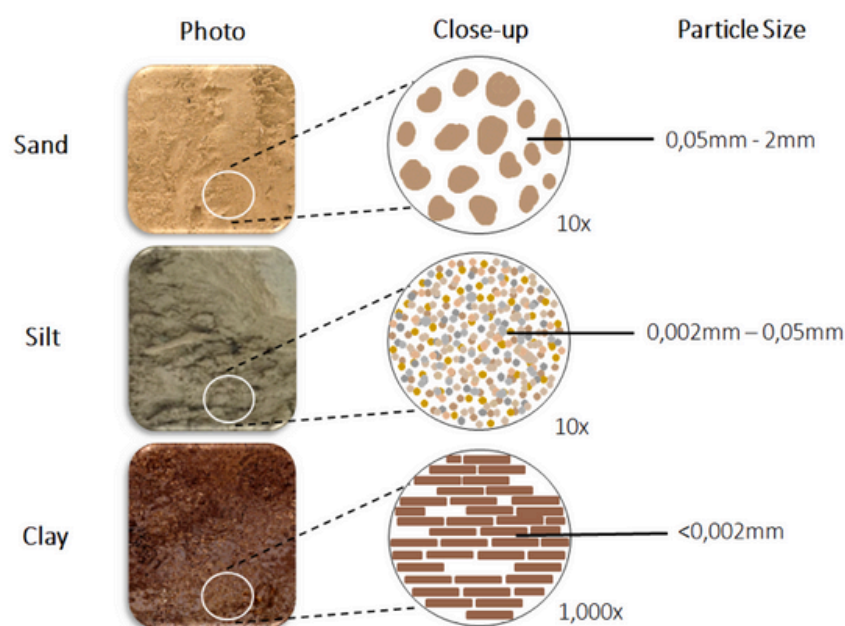 Photo
Close-up
Particle Size
Sand
0,05mm - 2mm
10x
Silt
0,002mm – 0,05mm
10x
Clay
<0,002mm
1,000x